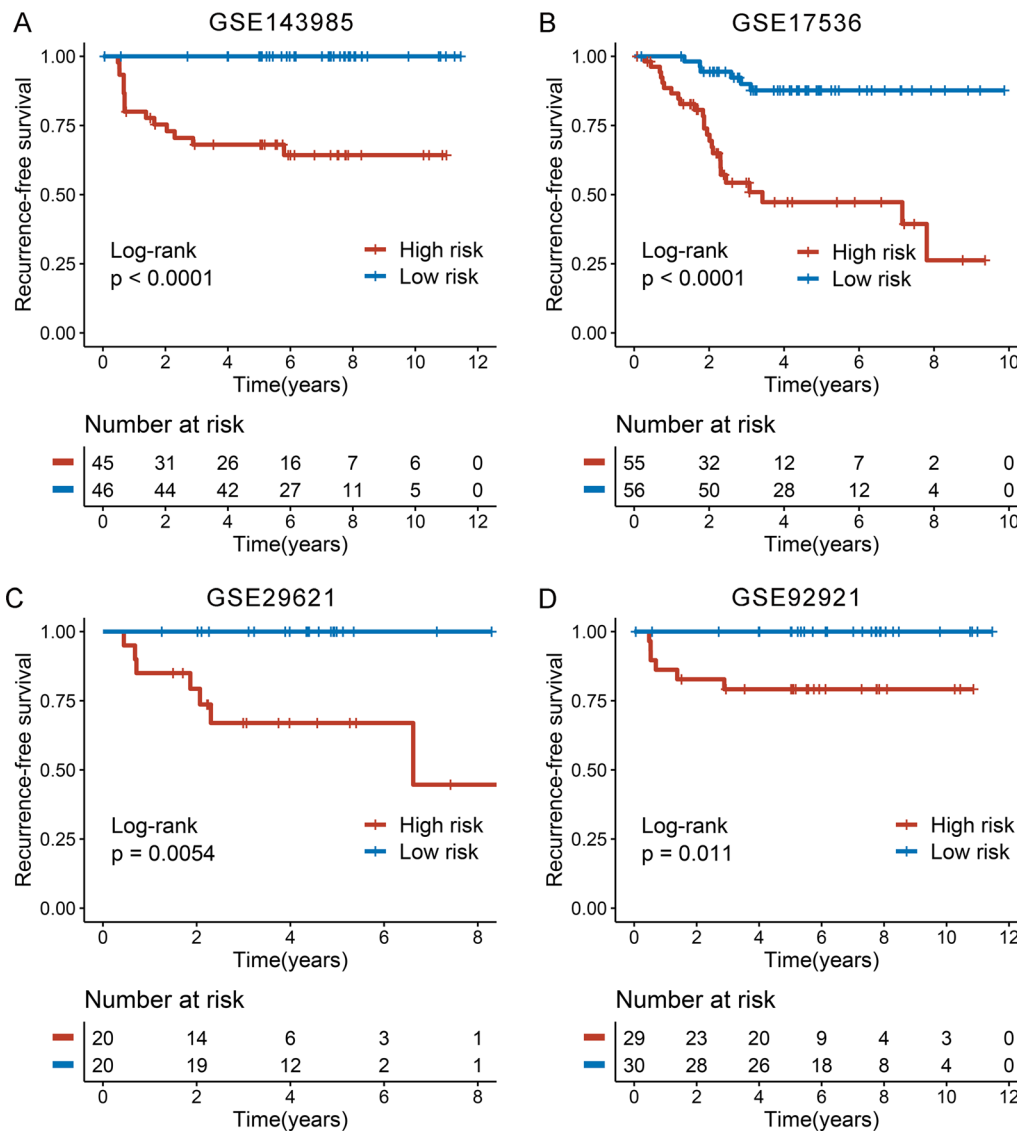 A
GSE143985
Recurrence-free survival
1.00
0.75
0.50
0.25
0.00
Log-rank
p < 0.0001
High risk
Low risk
0 2 4 6 8 10 12
Time(years)
Number at risk
45 31 26 16 7 6 0
46 44 42 27 11 5 0
0 2 4 6 8 10 12
Time(years)
B
GSE17536
Recurrence-free survival
1.00
0.75
0.50
0.25
0.00
Log-rank
p < 0.0001
High risk
Low risk
0 2 4 6 8 10
Time(years)
Number at risk
55 32 12 7 2 0
56 50 28 12 4 0
0 2 4 6 8 10
Time(years)
C
GSE29621
Recurrence-free survival
1.00
0.75
0.50
0.25
0.00
Log-rank
p = 0.0054
High risk
Low risk
0 2 4 6 8
Time(years)
Number at risk
20 14 6 3 1
20 19 12 2 1
0 2 4 6 8
Time(years)
D
GSE92921
Recurrence-free survival
1.00
0.75
0.50
0.25
0.00
Log-rank
p = 0.011
High risk
Low risk
0 2 4 6 8 10 12
Time(years)
Number at risk
29 23 20 9 4 3 0
30 28 26 18 8 4 0
0 2 4 6 8 10 12
Time(years)